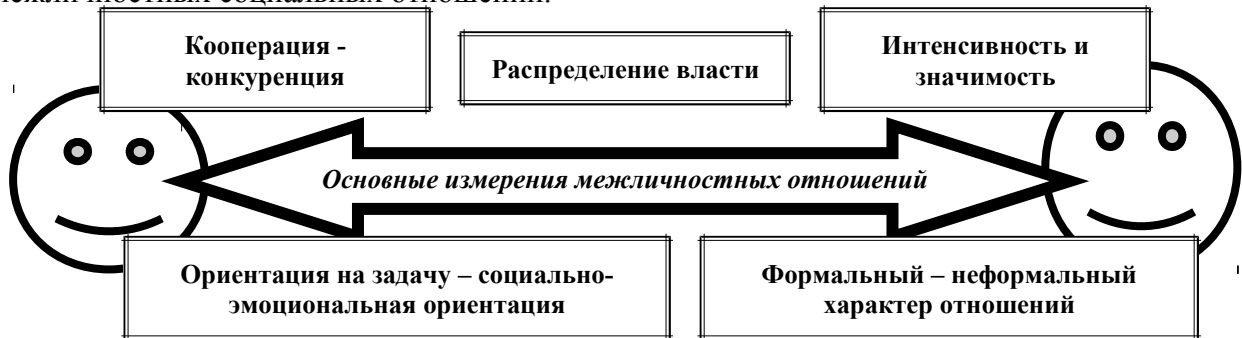 межличностных социальных отношений.
Кооперация -
конкуренция
Распределение власти
Интенсивность и
значимость
Основные измерения межличностных отношений
Ориентация на задачу – социально-
эмоциональная ориентация
Формальный – неформальный
характер отношений